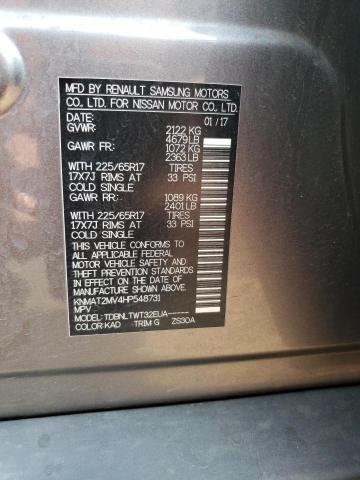 MFD BY RENAULT SAMSUNG MOTORS
CO., LTD. FOR NISSAN MOTOR CO., LTD.
DATE: 01 / 17
GVWR: 2122 KG
4679 LB
GAWR FR: 1072 KG
2363 LB
WITH 225/65R17 TIRES
17X7J RIMS AT 33 PSI
COLD SINGLE
GAWR RR: 1089 KG
2401 LB
WITH 225/65R17 TIRES
17X7J RIMS AT 33 PSI
COLD SINGLE
THIS VEHICLE CONFORMS
TO ALL APPLICABLE FEDERAL
MOTOR VEHICLE SAFETY, BUMPER AND THEFT
PREVENTION STANDARDS IN EFFECT ON THE
DATE OF MANUFACTURE SHOWN ABOVE.
KNMAT2MV4HP548731
MPV
MODEL: TDBNLTWT32EUA------
COLOR:KAD TRIM G ZS30A